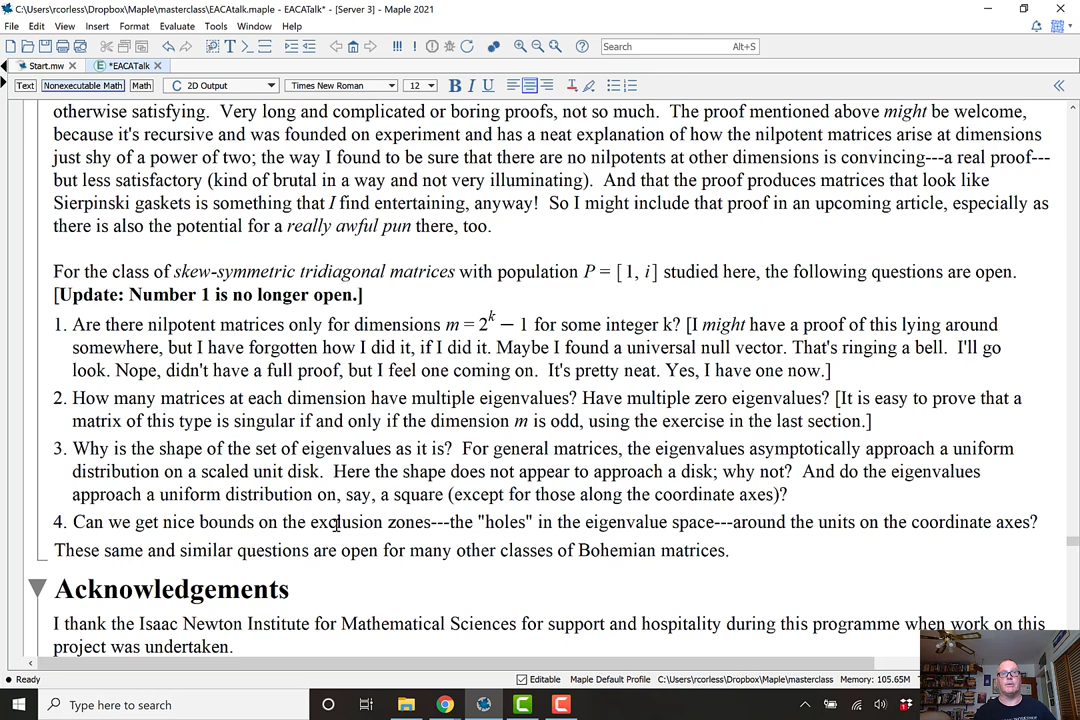 C:\Users\rcorless\Dropbox\Maple\masterclass\EACAtalk.maple - EACATalk* - [Server 3] - Maple 2021
File Edit View Insert Format Evaluate Tools Window Help
Search Alt+S
Start.mw *EACATalk
Text Nonexecutable Math Math C 2D Output Times New Roman 12 B I U
otherwise satisfying. Very long and complicated or boring proofs, not so much. The proof mentioned above might be welcome,
because it's recursive and was founded on experiment and has a neat explanation of how the nilpotent matrices arise at dimensions
just shy of a power of two; the way I found to be sure that there are no nilpotents at other dimensions is convincing---a real proof---
but less satisfactory (kind of brutal in a way and not very illuminating). And that the proof produces matrices that look like
Sierpinski gaskets is something that I find entertaining, anyway! So I might include that proof in an upcoming article, especially as
there is also the potential for a really awful pun there, too.
For the class of skew-symmetric tridiagonal matrices with population P = [1, i] studied here, the following questions are open.
[Update: Number 1 is no longer open.]
1. Are there nilpotent matrices only for dimensions m = 2^k − 1 for some integer k? [I might have a proof of this lying around
somewhere, but I have forgotten how I did it, if I did it. Maybe I found a universal null vector. That's ringing a bell. I'll go
look. Nope, didn't have a full proof, but I feel one coming on. It's pretty neat. Yes, I have one now.]
2. How many matrices at each dimension have multiple eigenvalues? Have multiple zero eigenvalues? [It is easy to prove that a
matrix of this type is singular if and only if the dimension m is odd, using the exercise in the last section.]
3. Why is the shape of the set of eigenvalues as it is? For general matrices, the eigenvalues asymptotically approach a uniform
distribution on a scaled unit disk. Here the shape does not appear to approach a disk; why not? And do the eigenvalues
approach a uniform distribution on, say, a square (except for those along the coordinate axes)?
4. Can we get nice bounds on the exclusion zones---the "holes" in the eigenvalue space---around the units on the coordinate axes?
These same and similar questions are open for many other classes of Bohemian matrices.
Acknowledgements
I thank the Isaac Newton Institute for Mathematical Sciences for support and hospitality during this programme when work on this
project was undertaken.
Ready Editable Maple Default Profile C:\Users\rcorless\Dropbox\Maple\masterclass Memory: 105.65M
Type here to search